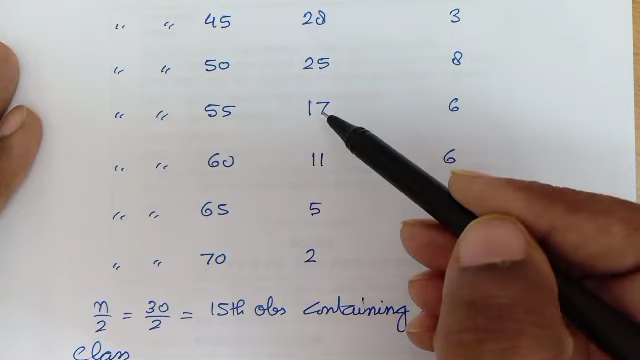 〃 〃 45 28 3
〃 〃 50 25 8
〃 〃 55 17 6
〃 〃 60 11 6
〃 〃 65 5
〃 〃 70 2
n/2 = 30/2 = 15th obs containing
class